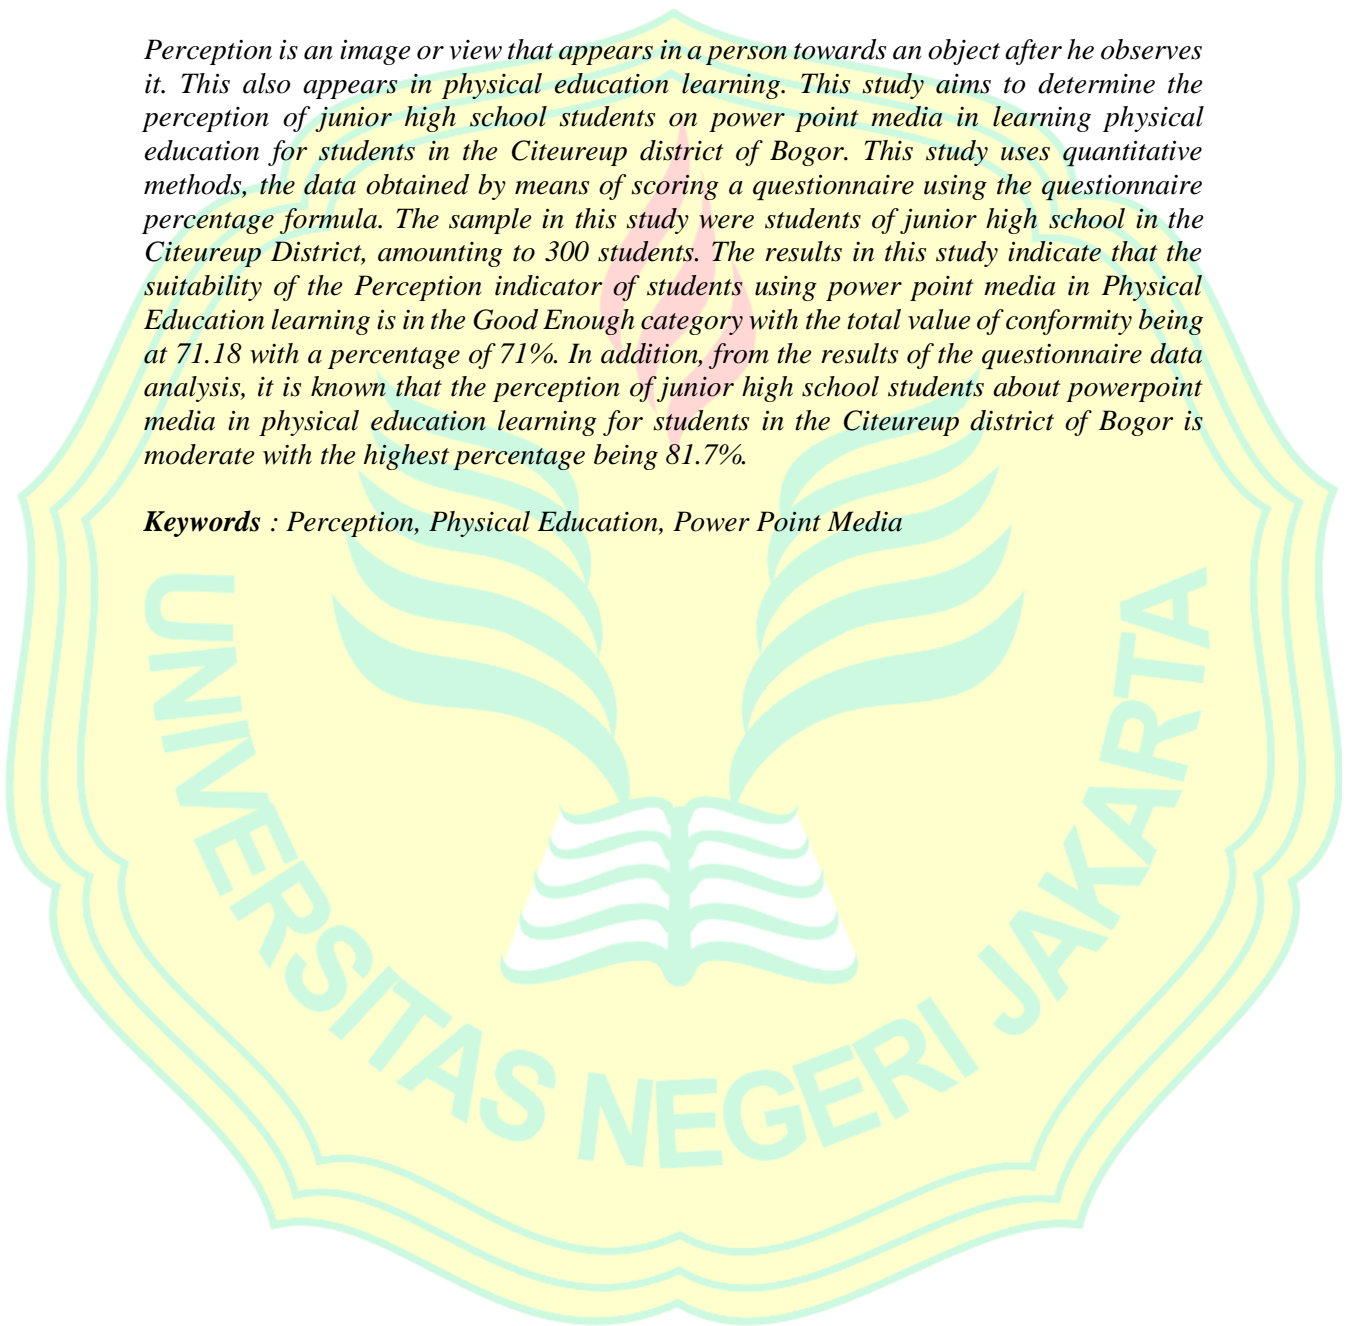 Perception is an image or view that appears in a person towards an object after he observes
it. This also appears in physical education learning. This study aims to determine the
perception of junior high school students on power point media in learning physical
education for students in the Citeureup district of Bogor. This study uses quantitative
methods, the data obtained by means of scoring a questionnaire using the questionnaire
percentage formula. The sample in this study were students of junior high school in the
Citeureup District, amounting to 300 students. The results in this study indicate that the
suitability of the Perception indicator of students using power point media in Physical
Education learning is in the Good Enough category with the total value of conformity being
at 71.18 with a percentage of 71%. In addition, from the results of the questionnaire data
analysis, it is known that the perception of junior high school students about powerpoint
media in physical education learning for students in the Citeureup district of Bogor is
moderate with the highest percentage being 81.7%.
Keywords : Perception, Physical Education, Power Point Media
UNIVERSITAS NEGERI JAKARTA